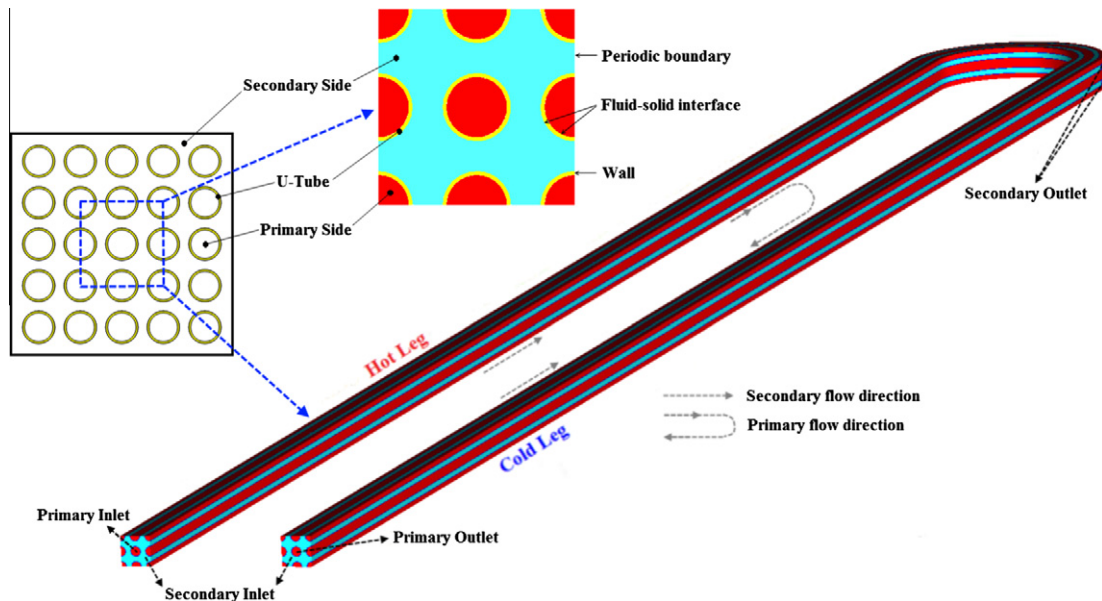 Secondary Side
U-Tube
Primary Side
Periodic boundary
Fluid-solid interface
Wall
Secondary Outlet
Hot Leg
Cold Leg
Secondary flow direction
Primary flow direction
Primary Inlet
Primary Outlet
Secondary Inlet